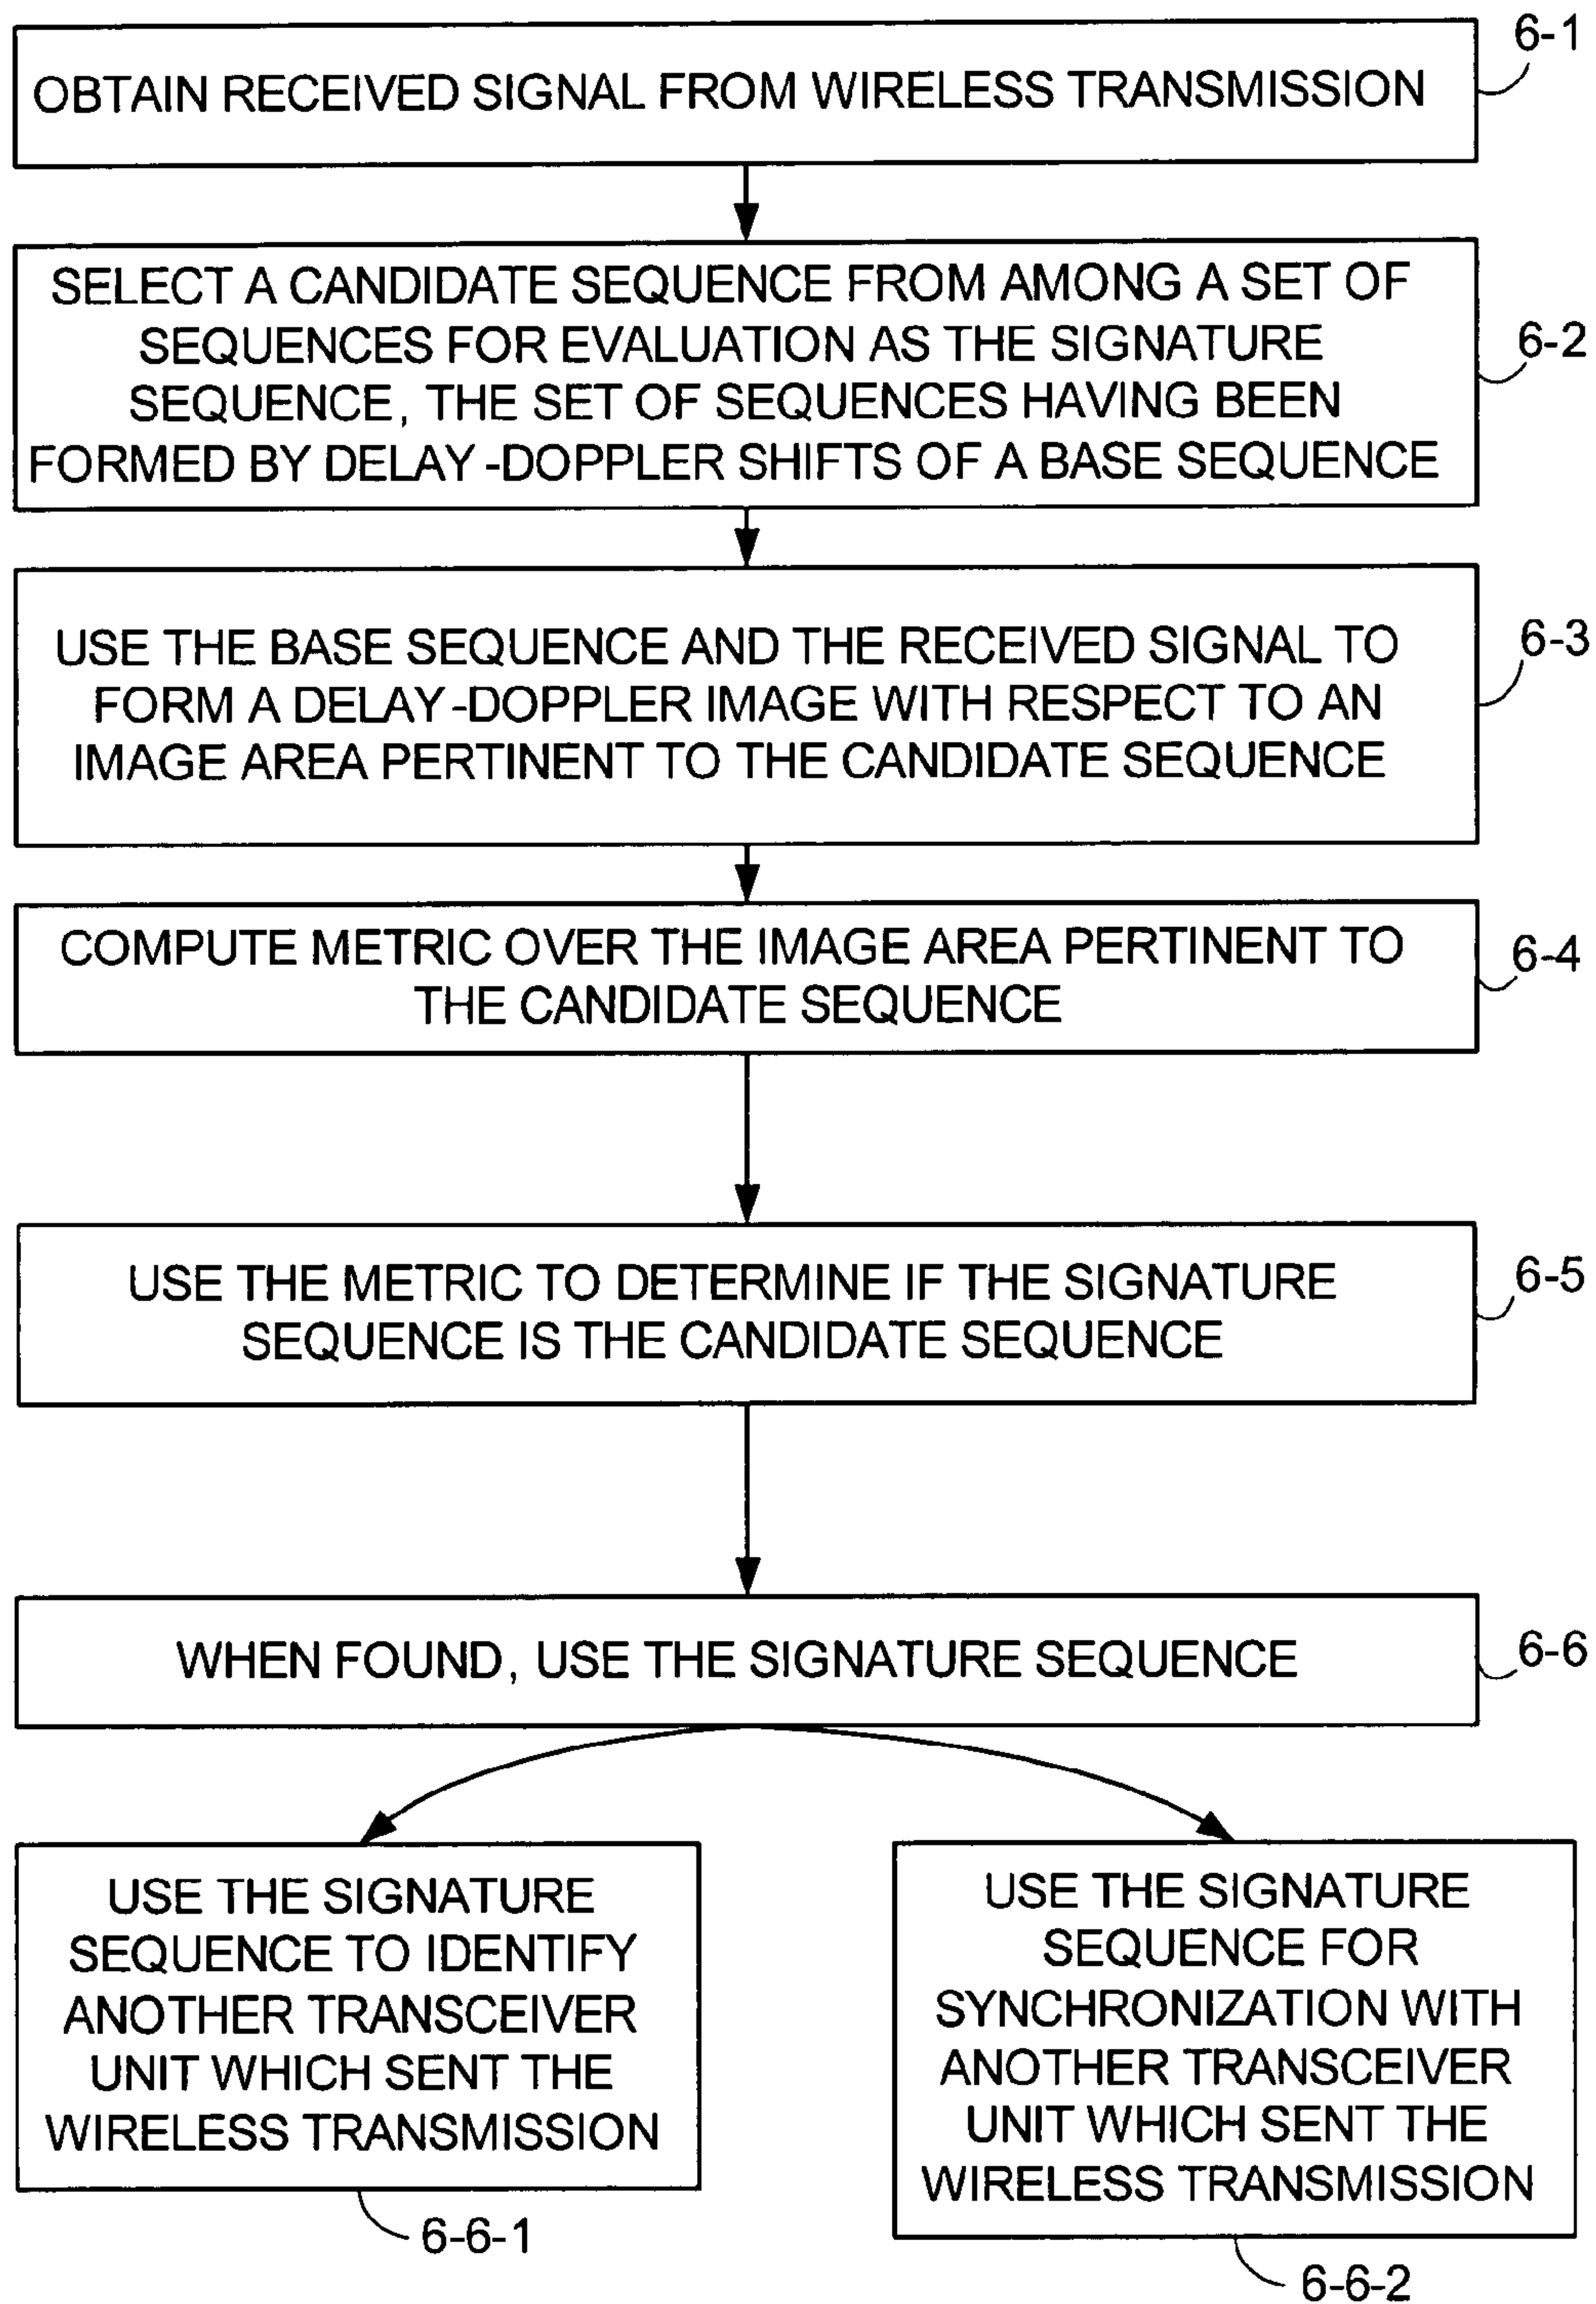 6-1
OBTAIN RECEIVED SIGNAL FROM WIRELESS TRANSMISSION
SELECT A CANDIDATE SEQUENCE FROM AMONG A SET OF
SEQUENCES FOR EVALUATION AS THE SIGNATURE
SEQUENCE, THE SET OF SEQUENCES HAVING BEEN
FORMED BY DELAY-DOPPLER SHIFTS OF A BASE SEQUENCE
6-2
USE THE BASE SEQUENCE AND THE RECEIVED SIGNAL TO
FORM A DELAY-DOPPLER IMAGE WITH RESPECT TO AN
IMAGE AREA PERTINENT TO THE CANDIDATE SEQUENCE
6-3
COMPUTE METRIC OVER THE IMAGE AREA PERTINENT TO
THE CANDIDATE SEQUENCE
6-4
USE THE METRIC TO DETERMINE IF THE SIGNATURE
SEQUENCE IS THE CANDIDATE SEQUENCE
6-5
WHEN FOUND, USE THE SIGNATURE SEQUENCE
6-6
USE THE SIGNATURE
SEQUENCE TO IDENTIFY
ANOTHER TRANSCEIVER
UNIT WHICH SENT THE
WIRELESS TRANSMISSION
6-6-1
USE THE SIGNATURE
SEQUENCE FOR
SYNCHRONIZATION WITH
ANOTHER TRANSCEIVER
UNIT WHICH SENT THE
WIRELESS TRANSMISSION
6-6-2